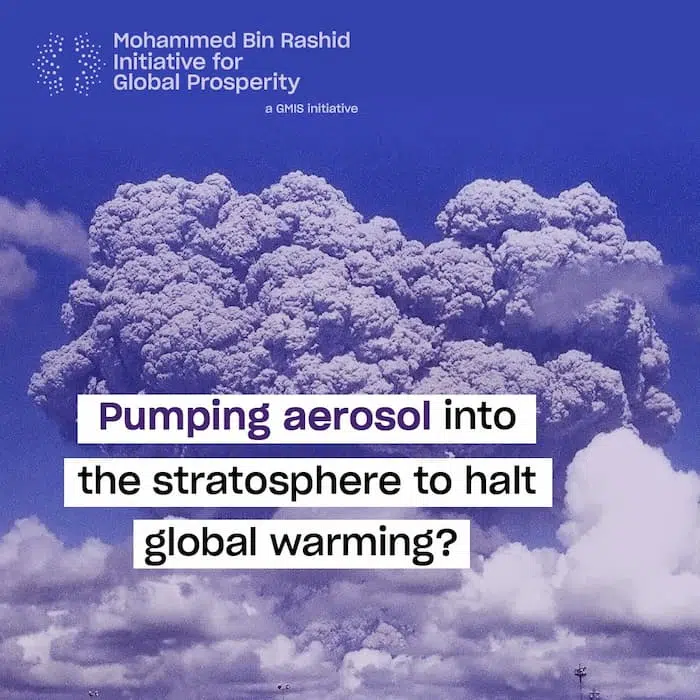 Mohammed Bin Rashid
Initiative for
Global Prosperity
a GMIS initiative
Pumping aerosol into
the stratosphere to halt
global warming?